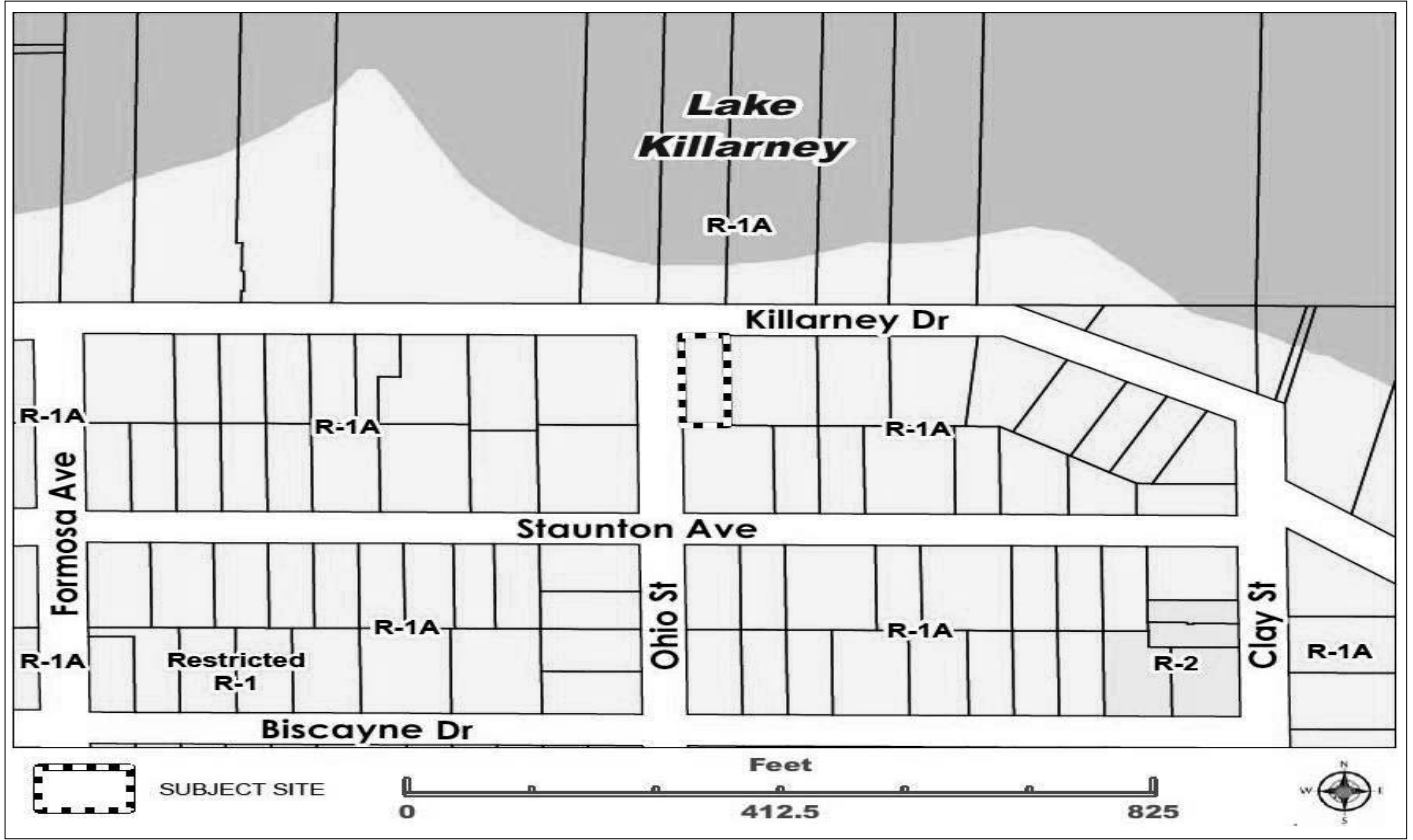 Lake
Killarney
R-1A
Killarney Dr
R-1A
R-1A
R-1A
Formosa Ave
Staunton Ave
Ohio St
Clay St
R-1A
R-1A
R-1A
Restricted
R-1
R-2
R-1A
Biscayne Dr
SUBJECT SITE
Feet
0
412.5
825
N
W
E
S